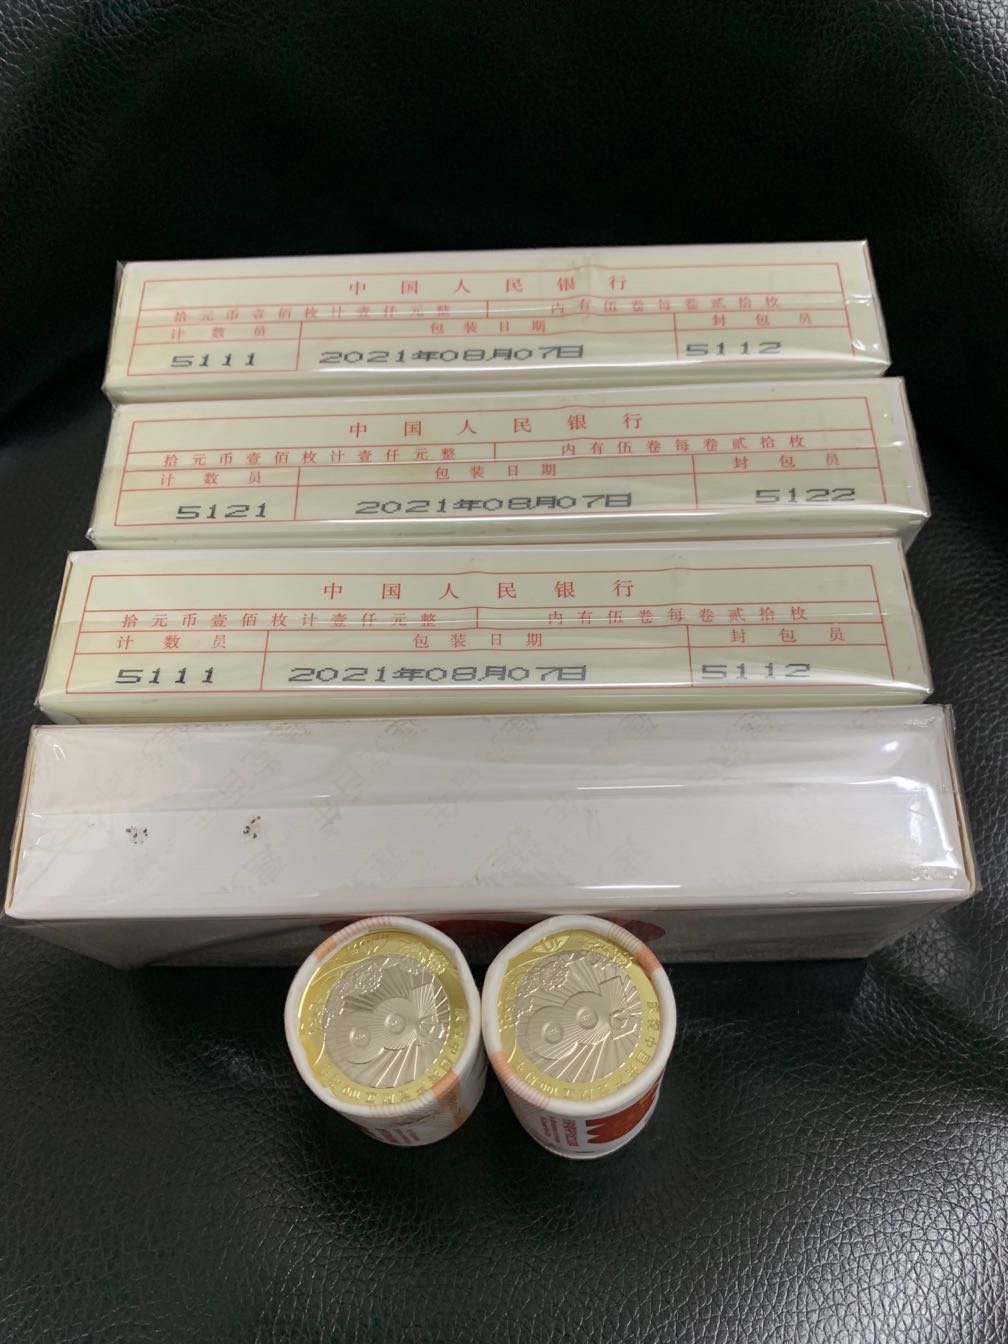 中国人民银行
拾元币壹佰枚计壹仟元整 内有伍卷每卷贰拾枚
计数员 包装日期 封包员
5111 2021年08月07日 5112
中国人民银行
拾元币壹佰枚计壹仟元整 内有伍卷每卷贰拾枚
计数员 包装日期 封包员
5121 2021年08月07日 5122
中国人民银行
拾元币壹佰枚计壹仟元整 内有伍卷每卷贰拾枚
计数员 包装日期 封包员
5111 2021年08月07日 5112